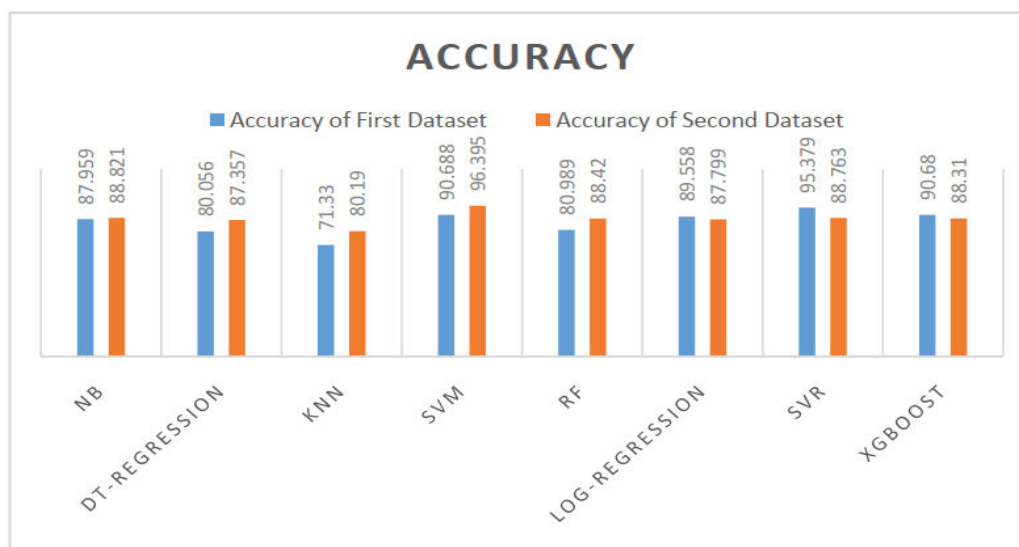 ACCURACY
Accuracy of First Dataset Accuracy of Second Dataset
87.959 88.821 80.056 87.357 71.33 80.19 90.688 96.395 80.989 88.42 89.558 87.799 95.379 88.763 90.68 88.31
NB DT-REGRESSION KNN SVM RF LOG-REGRESSION SVR XGBOOST